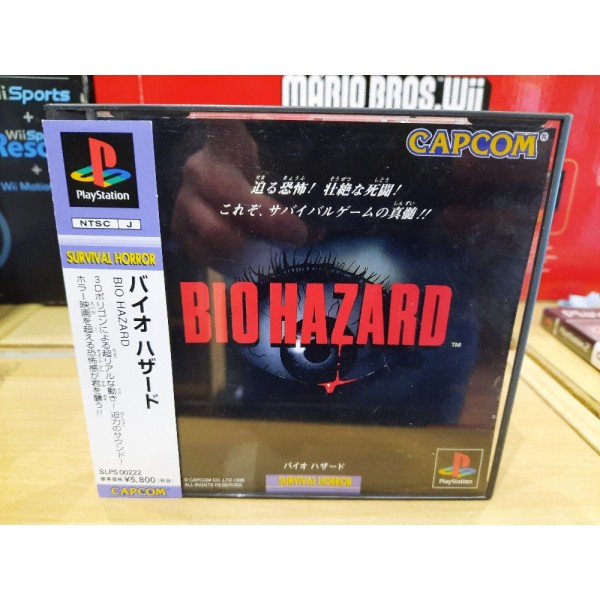 Sports
+
Wii Motion
MARIO BROS. Wii
PlayStation
NTSC J
SURVIVAL HORROR
バイオ ハザード
BIO HAZARD
3Dポリゴンによる超リアルな動き!迫力のサウンド!
ホラー映画を超える恐怖感が君を襲う!!
SLPS 00222
標準価格 ¥5,800(税別)
CAPCOM
CAPCOM
迫る恐怖!壮絶な死闘!
これぞ、サバイバルゲームの真髄!!
BIO HAZARD
TM
バイオ ハザード
SURVIVAL HORROR
ALL RIGHTS RESERVED.
PlayStation